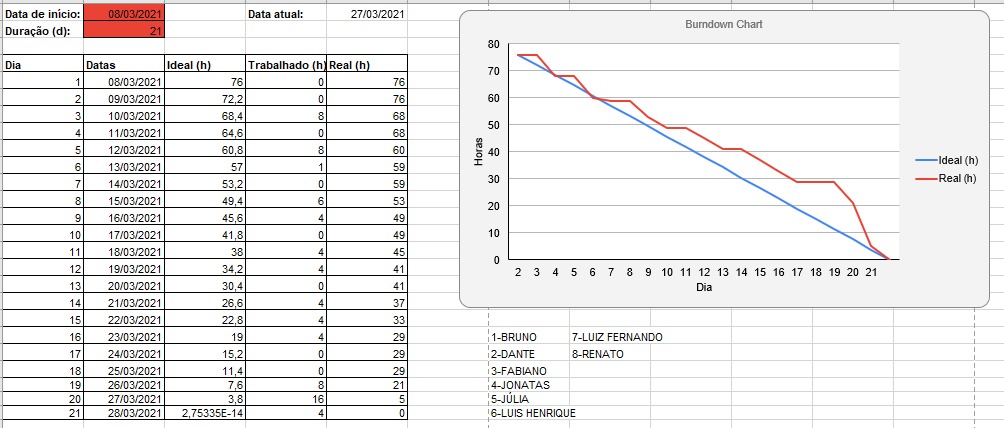 Data de início: 08/03/2021 Data atual: 27/03/2021
Duração (d): 21
Dia Datas Ideal (h) Trabalhado (h) Real (h)
1 08/03/2021 76 0 76
2 09/03/2021 72,2 0 76
3 10/03/2021 68,4 8 68
4 11/03/2021 64,6 0 68
5 12/03/2021 60,8 8 60
6 13/03/2021 57 1 59
7 14/03/2021 53,2 0 59
8 15/03/2021 49,4 6 53
9 16/03/2021 45,6 4 49
10 17/03/2021 41,8 0 49
11 18/03/2021 38 4 45
12 19/03/2021 34,2 4 41
13 20/03/2021 30,4 0 41
14 21/03/2021 26,6 4 37
15 22/03/2021 22,8 4 33
16 23/03/2021 19 4 29
17 24/03/2021 15,2 0 29
18 25/03/2021 11,4 0 29
19 26/03/2021 7,6 8 21
20 27/03/2021 3,8 16 5
21 28/03/2021 2,75335E-14 4 0
Burndown Chart
80
70
60
50
40
30
20
10
0
Horas
2 3 4 5 6 7 8 9 10 11 12 13 14 15 16 17 18 19 20 21
Dia
Ideal (h)
Real (h)
1-BRUNO 7-LUIZ FERNANDO
2-DANTE 8-RENATO
3-FABIANO
4-JONATAS
5-JÚLIA
6-LUIS HENRIQUE